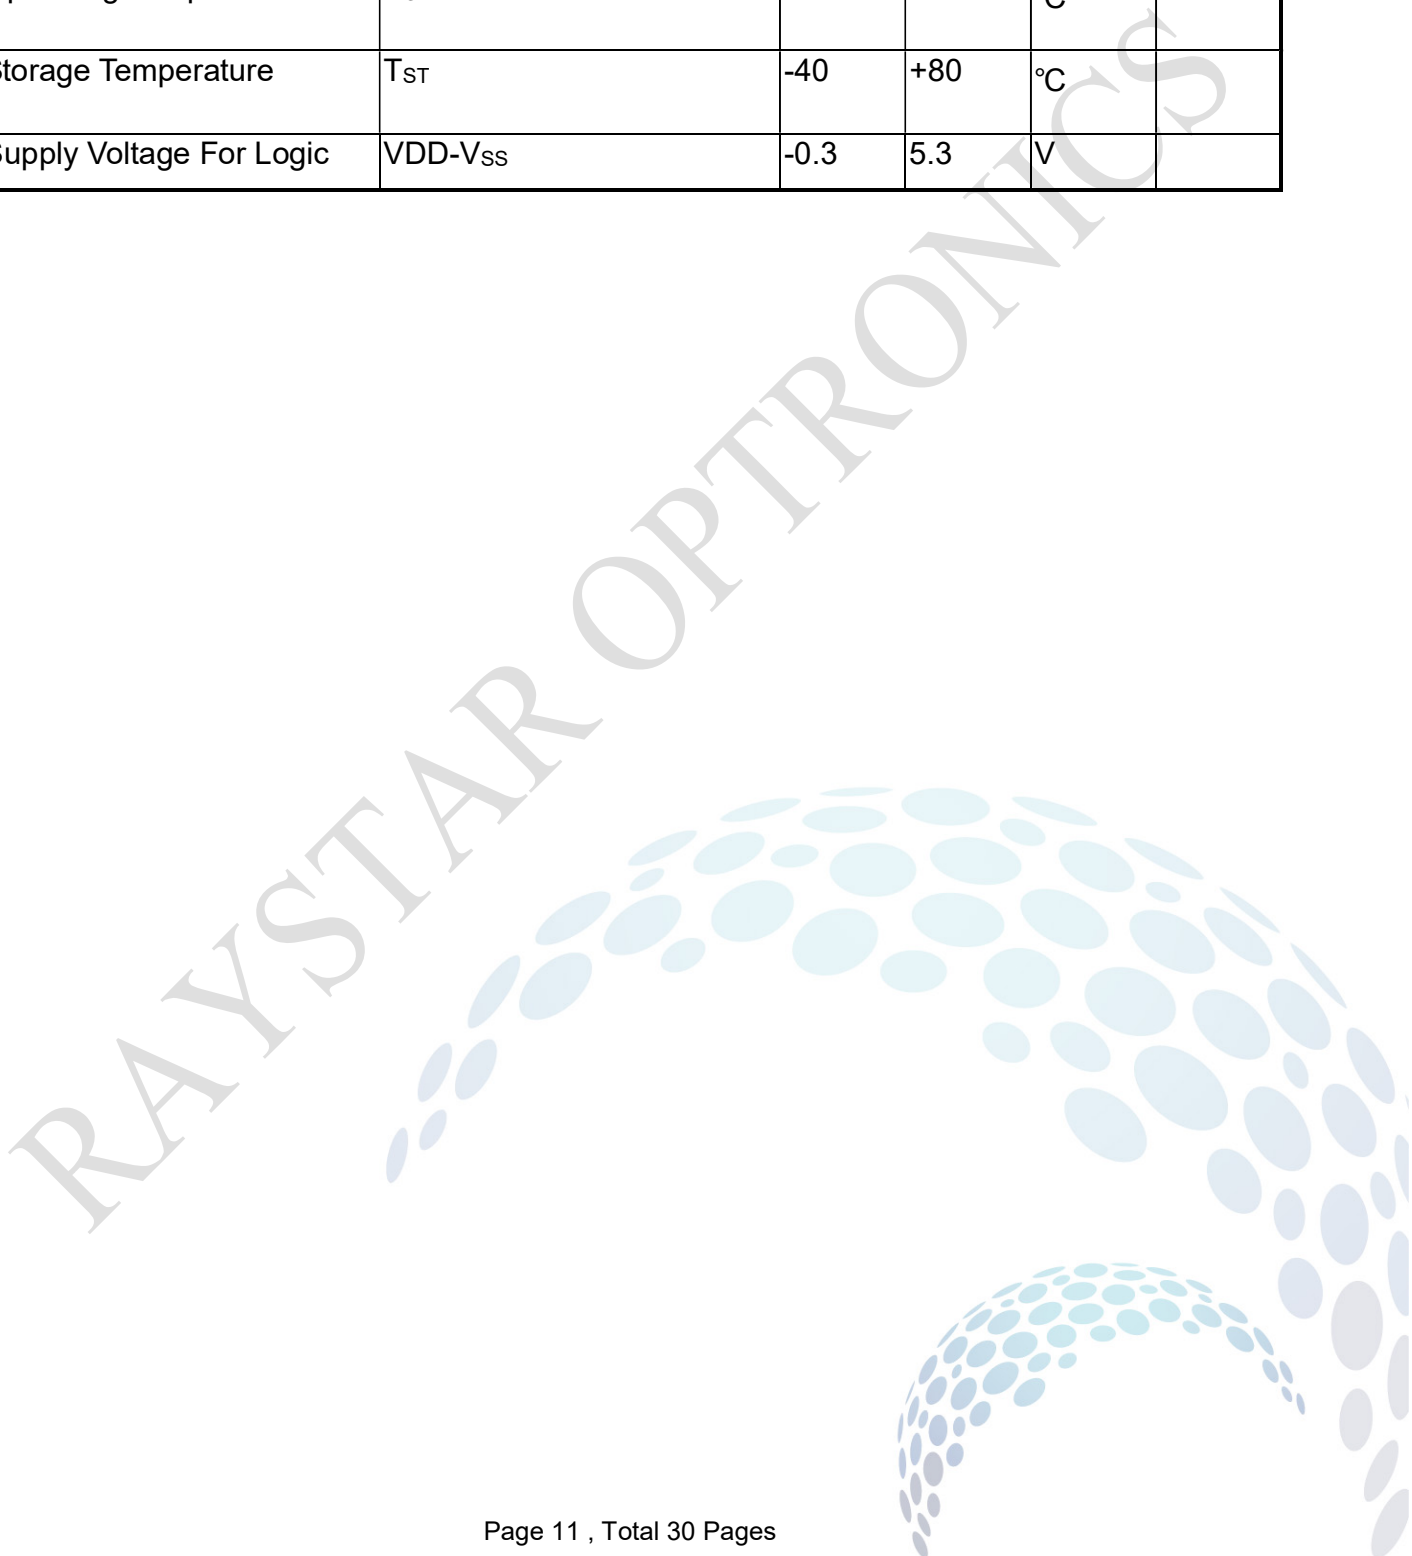 ℃
Storage Temperature TST -40 +80 ℃
Supply Voltage For Logic VDD-VSS -0.3 5.3 V
RAYSTAR OPTRONICS
Page 11 , Total 30 Pages